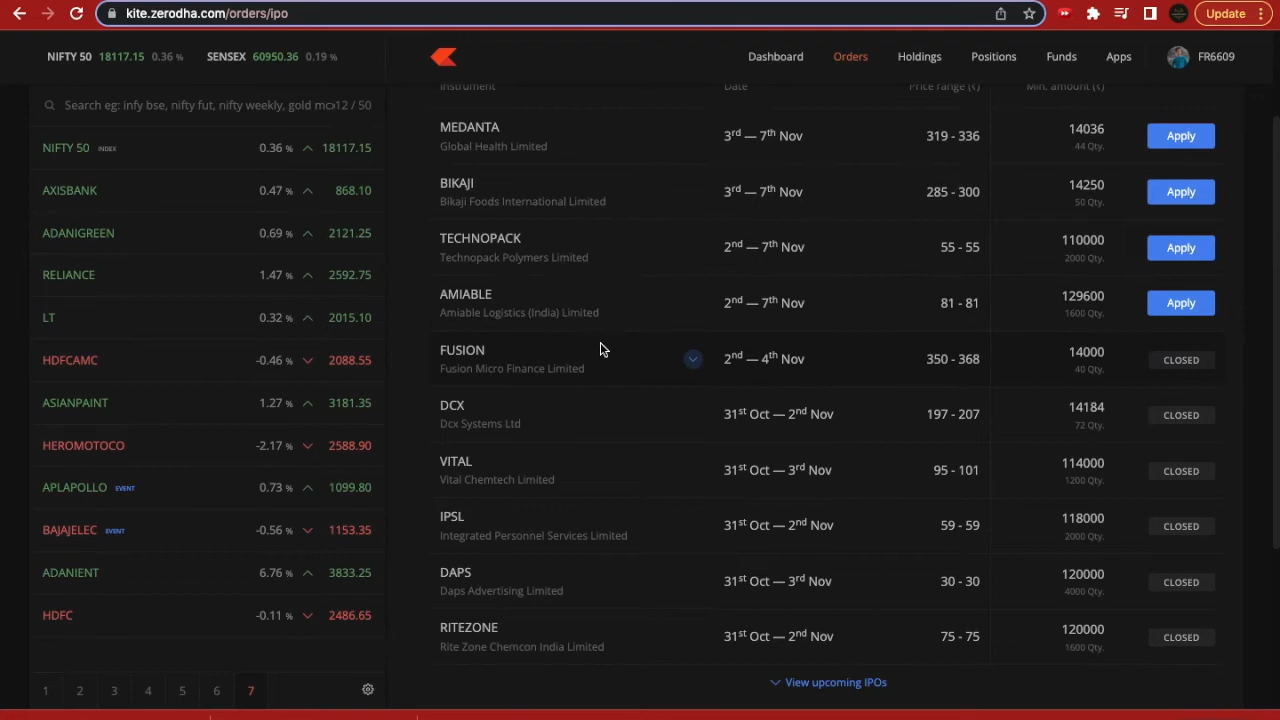 kite.zerodha.com/orders/ipo
Update
NIFTY 50 18117.15 0.36 % SENSEX 60950.36 0.19 %
Dashboard Orders Holdings Positions Funds Apps FR6609
Search eg: infy bse, nifty fut, nifty weekly, gold mcx 12 / 50
NIFTY 50 INDEX 0.36 % 18117.15
AXISBANK 0.47 % 868.10
ADANIGREEN 0.69 % 2121.25
RELIANCE 1.47 % 2592.75
LT 0.32 % 2015.10
HDFCAMC -0.46 % 2088.55
ASIANPAINT 1.27 % 3181.35
HEROMOTOCO -2.17 % 2588.90
APLAPOLLO EVENT 0.73 % 1099.80
BAJAJELEC EVENT -0.56 % 1153.35
ADANIENT 6.76 % 3833.25
HDFC -0.11 % 2486.65
1 2 3 4 5 6 7
Instrument Date Price range (₹) Min. amount (₹)
MEDANTA 3rd — 7th Nov 319 - 336 14036 Apply
Global Health Limited 44 Qty.
BIKAJI 3rd — 7th Nov 285 - 300 14250 Apply
Bikaji Foods International Limited 50 Qty.
TECHNOPACK 2nd — 7th Nov 55 - 55 110000 Apply
Technopack Polymers Limited 2000 Qty.
AMIABLE 2nd — 7th Nov 81 - 81 129600 Apply
Amiable Logistics (India) Limited 1600 Qty.
FUSION 2nd — 4th Nov 350 - 368 14000 CLOSED
Fusion Micro Finance Limited 40 Qty.
DCX 31st Oct — 2nd Nov 197 - 207 14184 CLOSED
Dcx Systems Ltd 72 Qty.
VITAL 31st Oct — 3rd Nov 95 - 101 114000 CLOSED
Vital Chemtech Limited 1200 Qty.
IPSL 31st Oct — 2nd Nov 59 - 59 118000 CLOSED
Integrated Personnel Services Limited 2000 Qty.
DAPS 31st Oct — 3rd Nov 30 - 30 120000 CLOSED
Daps Advertising Limited 4000 Qty.
RITEZONE 31st Oct — 2nd Nov 75 - 75 120000 CLOSED
Rite Zone Chemcon India Limited 1600 Qty.
View upcoming IPOs